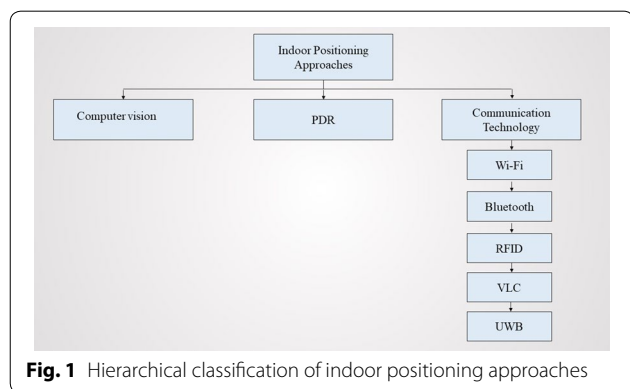 Indoor Positioning
Approaches
Computer vision
PDR
Communication
Technology
Wi-Fi
Bluetooth
RFID
VLC
UWB
Fig. 1 Hierarchical classification of indoor positioning approaches